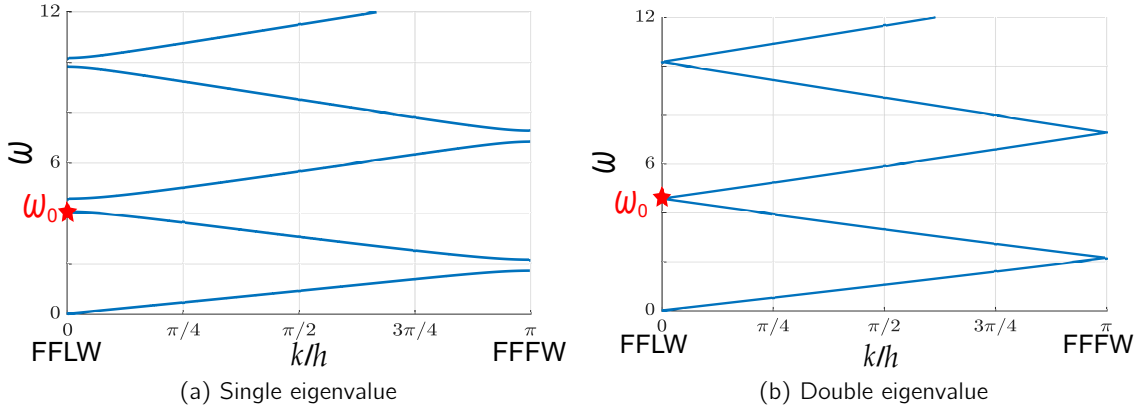 12
6
0
ω
ω₀
0
π/4
π/2
3π/4
π
FFLW
k/h
FFFW
(a) Single eigenvalue
12
6
0
ω
ω₀
0
π/4
π/2
3π/4
π
FFLW
k/h
FFFW
(b) Double eigenvalue